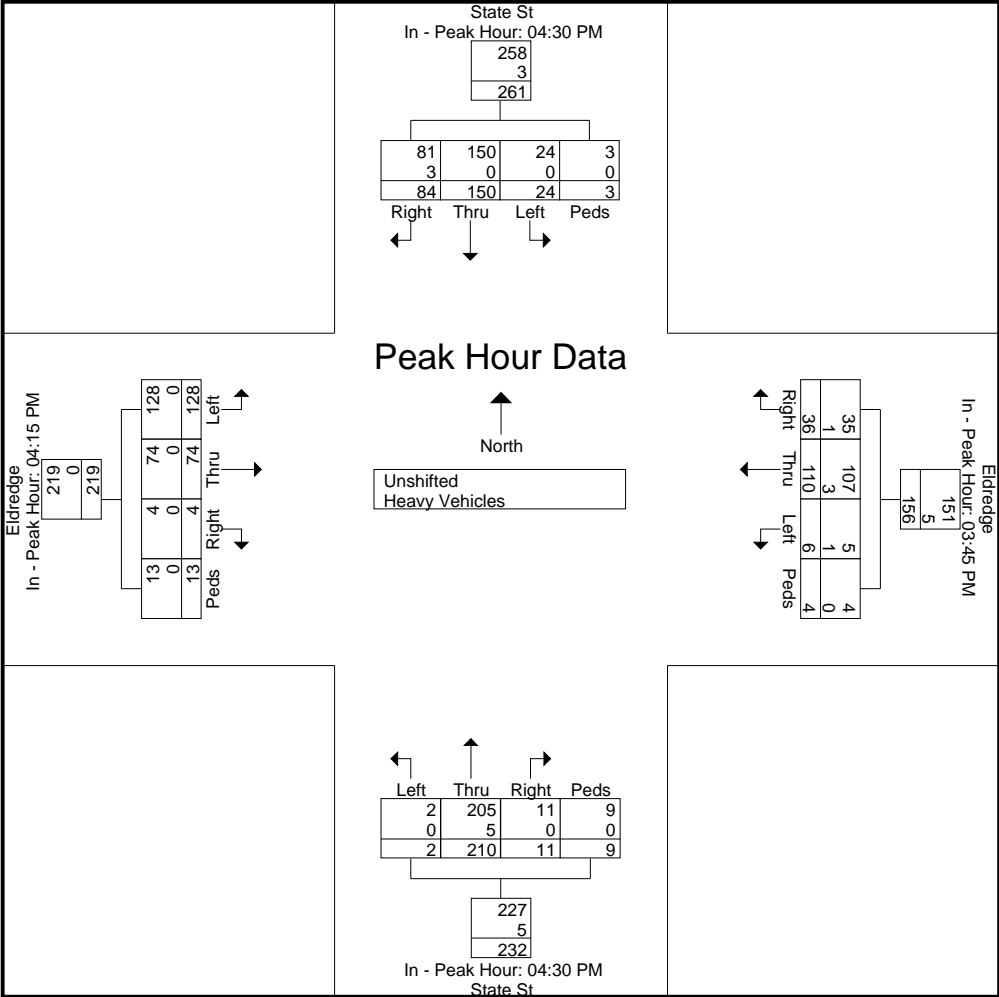 State St
In - Peak Hour: 04:30 PM
258
3
261
81 150 24 3
3 0 0 0
84 150 24 3
Right Thru Left Peds
Peak Hour Data
North
Unshifted
Heavy Vehicles
Eldredge
In - Peak Hour: 04:15 PM
219
0
219
128 74 4 13
0 0 0 0
128 74 4 13
Left Thru Right Peds
Eldredge
In - Peak Hour: 03:45 PM
151
5
156
35 107 5 4
1 3 1 0
36 110 6 4
Right Thru Left Peds
Left Thru Right Peds
2 205 11 9
0 5 0 0
2 210 11 9
227
5
232
In - Peak Hour: 04:30 PM
State St